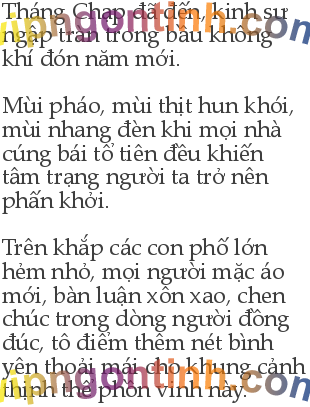 Tháng Chạp đã đến, kinh sư
ngập tràn trong bầu không
khí đón năm mới.
Mùi pháo, mùi thịt hun khói,
mùi nhang đèn khi mọi nhà
cúng bái tổ tiên đều khiến
tâm trạng người ta trở nên
phấn khởi.
Trên khắp các con phố lớn
hẻm nhỏ, mọi người mặc áo
mới, bàn luận xôn xao, chen
chúc trong dòng người đông
đúc, tô điểm thêm nét bình
yên thoải mái cho khung cảnh
thịnh thế phồn vinh này.